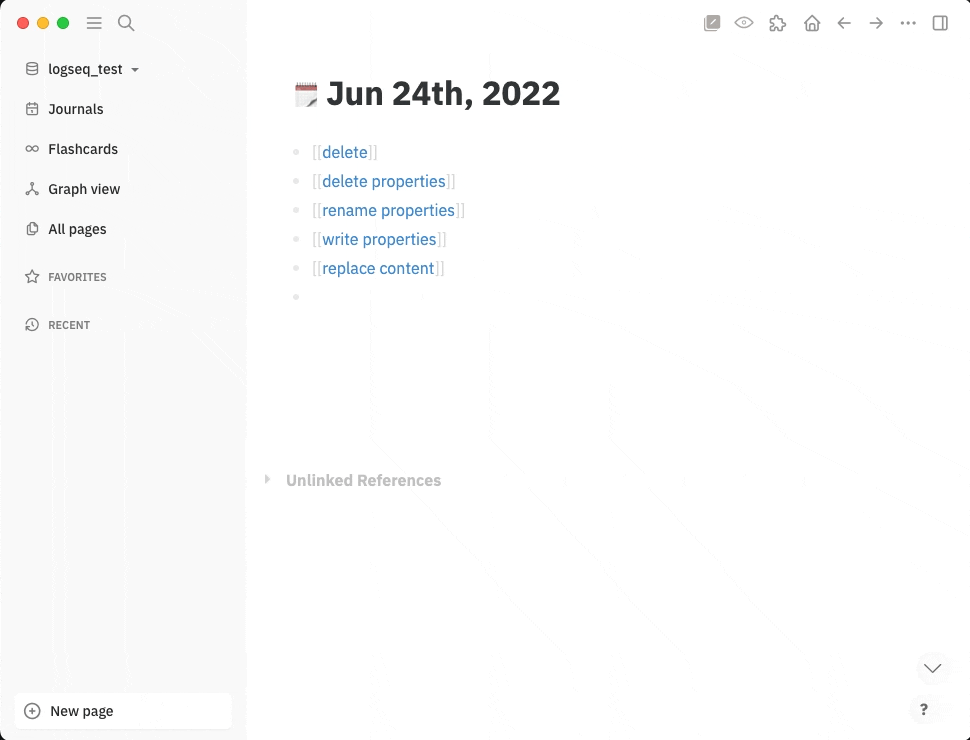 logseq_test
Journals
Flashcards
Graph view
All pages
FAVORITES
RECENT
New page
Jun 24th, 2022
[[delete]]
[[delete properties]]
[[rename properties]]
[[write properties]]
[[replace content]]
Unlinked References
?